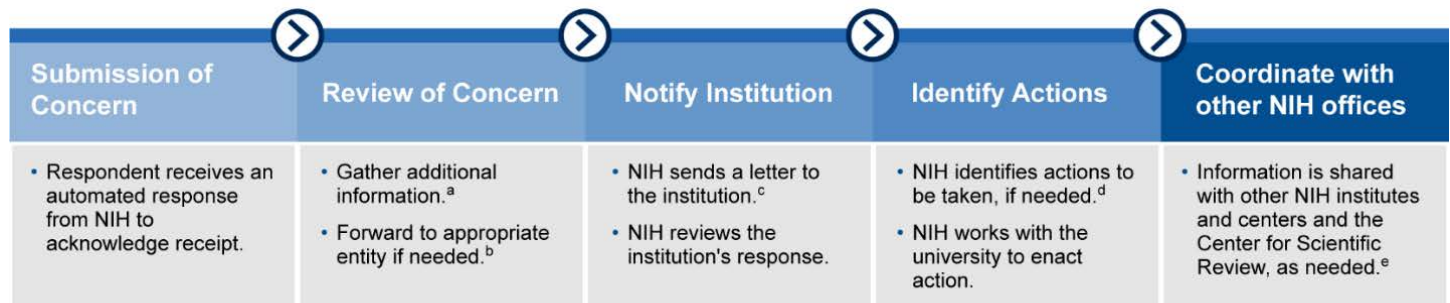 Submission of
Concern
• Respondent receives an
automated response
from NIH to
acknowledge receipt.
Review of Concern
• Gather additional
information.ᵃ
• Forward to appropriate
entity if needed.ᵇ
Notify Institution
• NIH sends a letter to
the institution.ᶜ
• NIH reviews the
institution's response.
Identify Actions
• NIH identifies actions to
be taken, if needed.ᵈ
• NIH works with the
university to enact
action.
Coordinate with
other NIH offices
• Information is shared
with other NIH institutes
and centers and the
Center for Scientific
Review, as needed.ᵉ